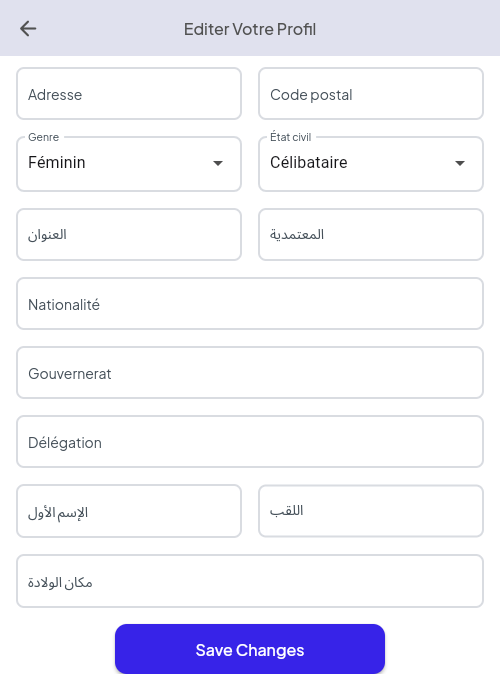 Editer Votre Profil
Adresse
Code postal
Genre
Féminin
État civil
Célibataire
العنوان
المعتمدية
Nationalité
Gouvernerat
Délégation
الإسم الأول
اللقب
مكان الولادة
Save Changes